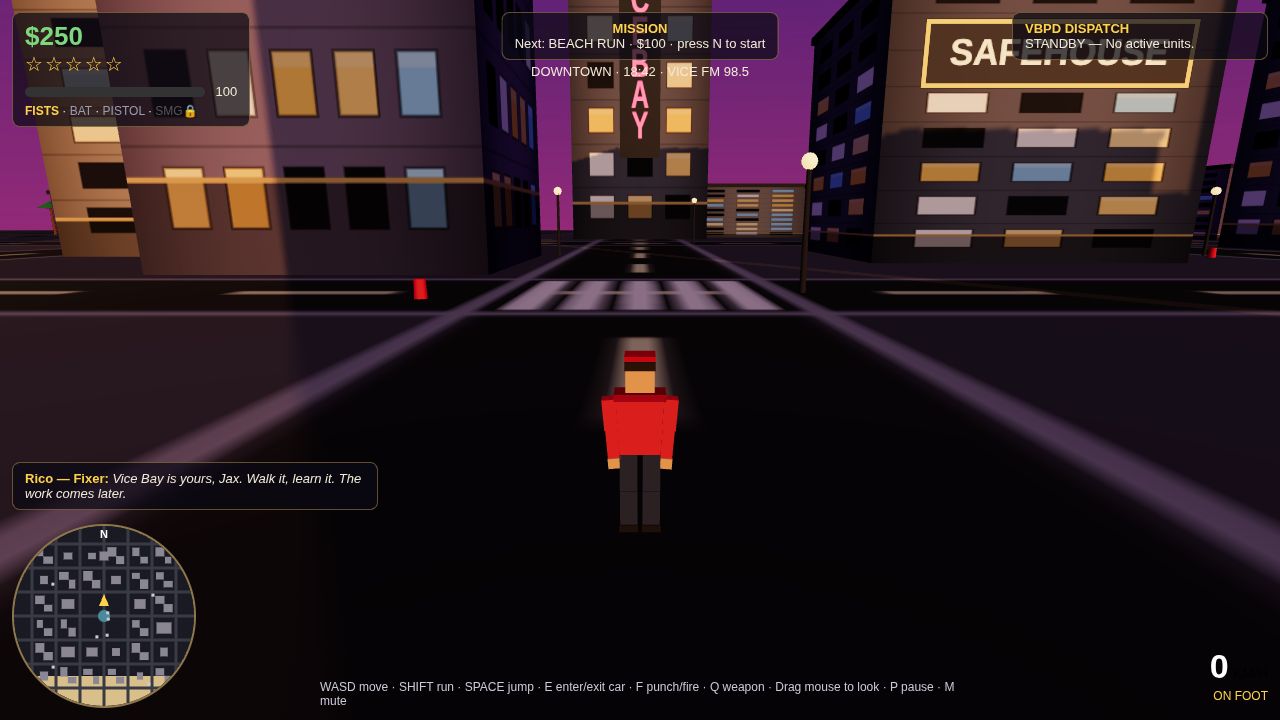 $250
☆☆☆☆☆
100
FISTS · BAT · PISTOL · SMG🔒
MISSION
Next: BEACH RUN · $100 · press N to start
DOWNTOWN · 18:42 · VICE FM 98.5
VBPD DISPATCH
STANDBY — No active units.
SAFEHOUSE
C
B
A
Y
Rico — Fixer: Vice Bay is yours, Jax. Walk it, learn it. The
work comes later.
N
WASD move · SHIFT run · SPACE jump · E enter/exit car · F punch/fire · Q weapon · Drag mouse to look · P pause · M
mute
0
ON FOOT